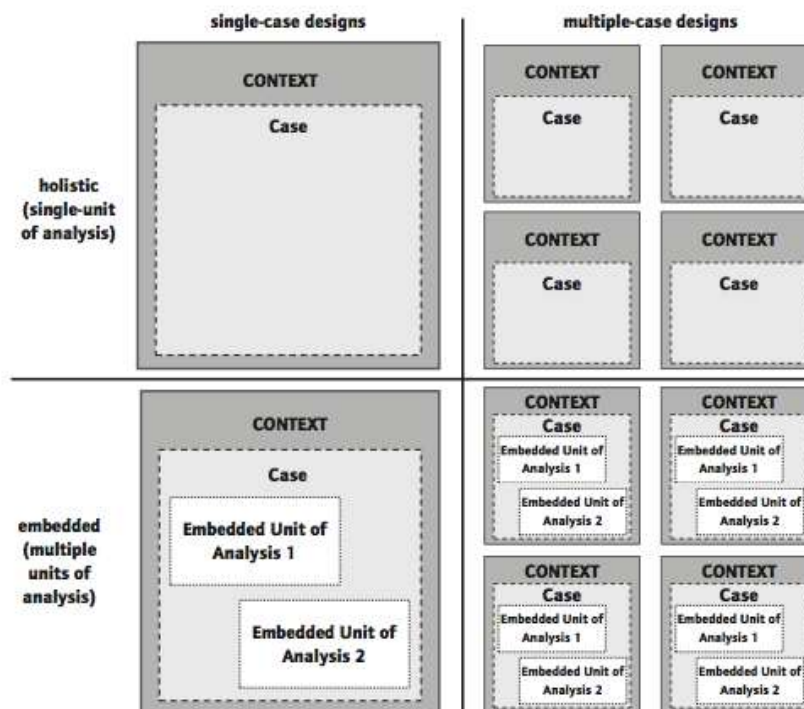 single-case designs
multiple-case designs
holistic
(single-unit
of analysis)
CONTEXT
Case
CONTEXT
Case
CONTEXT
Case
CONTEXT
Case
CONTEXT
Case
embedded
(multiple
units of
analysis)
CONTEXT
Case
Embedded Unit of
Analysis 1
Embedded Unit of
Analysis 2
CONTEXT
Case
Embedded Unit of
Analysis 1
Embedded Unit of
Analysis 2
CONTEXT
Case
Embedded Unit of
Analysis 1
Embedded Unit of
Analysis 2
CONTEXT
Case
Embedded Unit of
Analysis 1
Embedded Unit of
Analysis 2
CONTEXT
Case
Embedded Unit of
Analysis 1
Embedded Unit of
Analysis 2